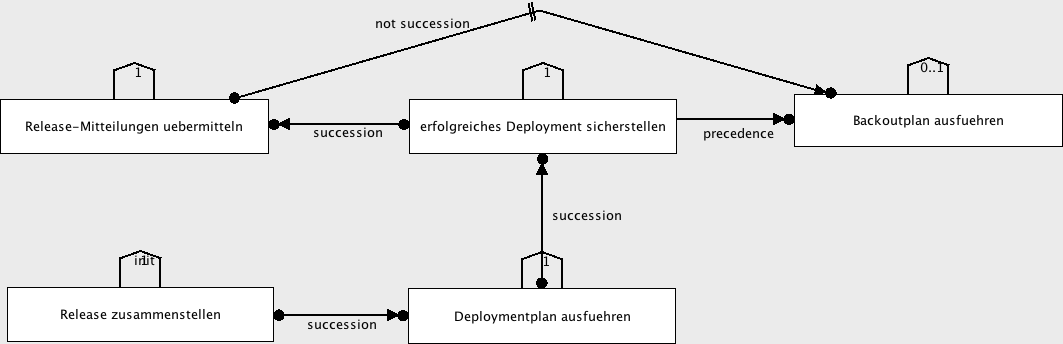 not succession
1
1
0..1
Release-Mitteilungen uebermitteln
succession
erfolgreiches Deployment sicherstellen
precedence
Backoutplan ausfuehren
succession
init
1
1
Release zusammenstellen
succession
Deploymentplan ausfuehren